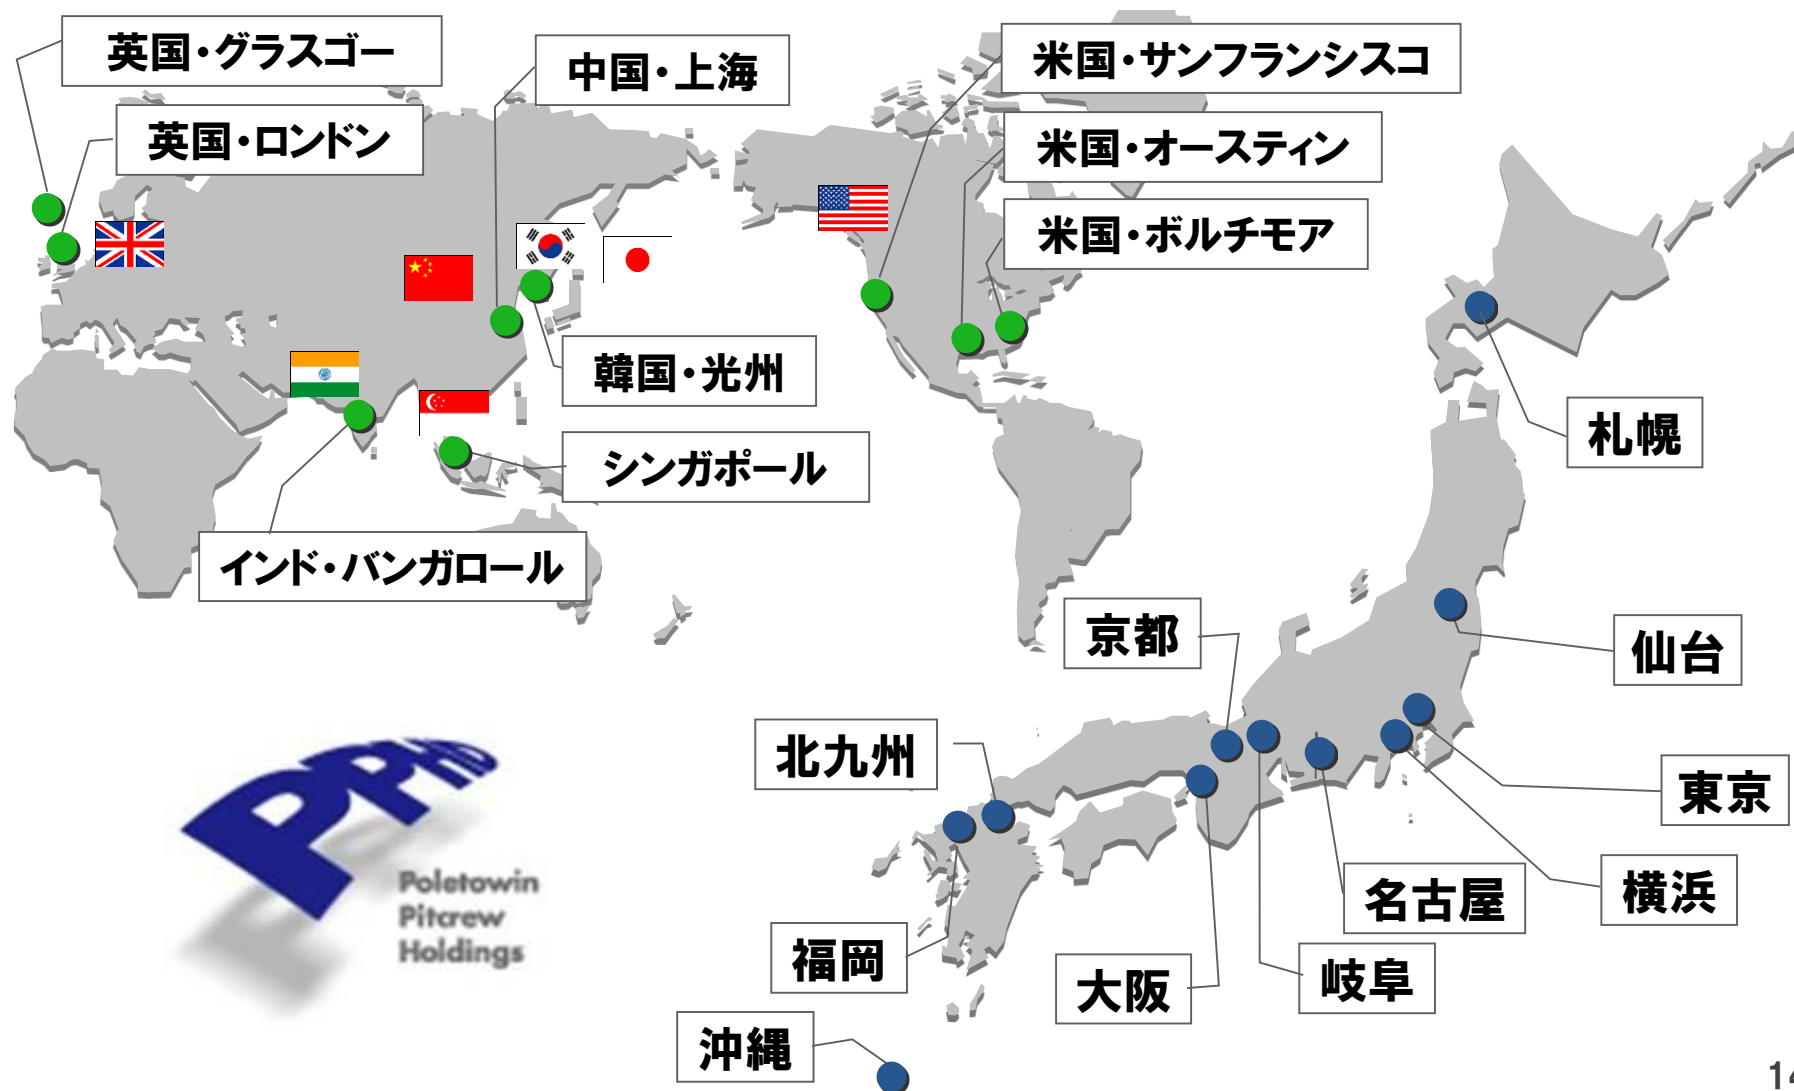 英国・グラスゴー
中国・上海
米国・サンフランシスコ
英国・ロンドン
米国・オースティン
米国・ボルチモア
韓国・光州
札幌
シンガポール
インド・バンガロール
京都
仙台
北九州
東京
横浜
名古屋
福岡
岐阜
大阪
沖縄
PPHD
Poletowin
Pitcrew
Holdings
14